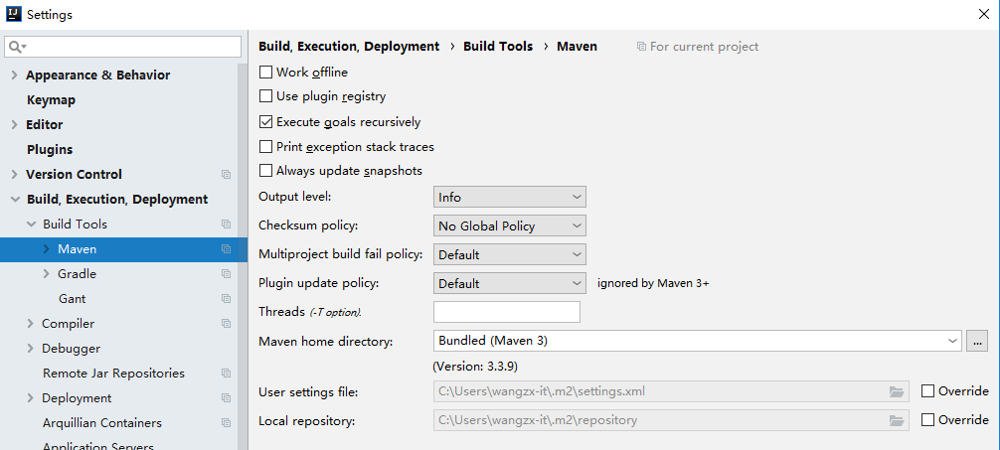 Settings
Appearance & Behavior
Keymap
Editor
Plugins
Version Control
Build, Execution, Deployment
Build Tools
Maven
Gradle
Gant
Compiler
Debugger
Remote Jar Repositories
Deployment
Arquillian Containers
Application Servers
Build, Execution, Deployment › Build Tools › Maven For current project
Work offline
Use plugin registry
Execute goals recursively
Print exception stack traces
Always update snapshots
Output level: Info
Checksum policy: No Global Policy
Multiproject build fail policy: Default
Plugin update policy: Default ignored by Maven 3+
Threads (-T option).
Maven home directory: Bundled (Maven 3) ...
(Version: 3.3.9)
User settings file: C:\Users\wangzx-it\.m2\settings.xml Override
Local repository: C:\Users\wangzx-it\.m2\repository Override